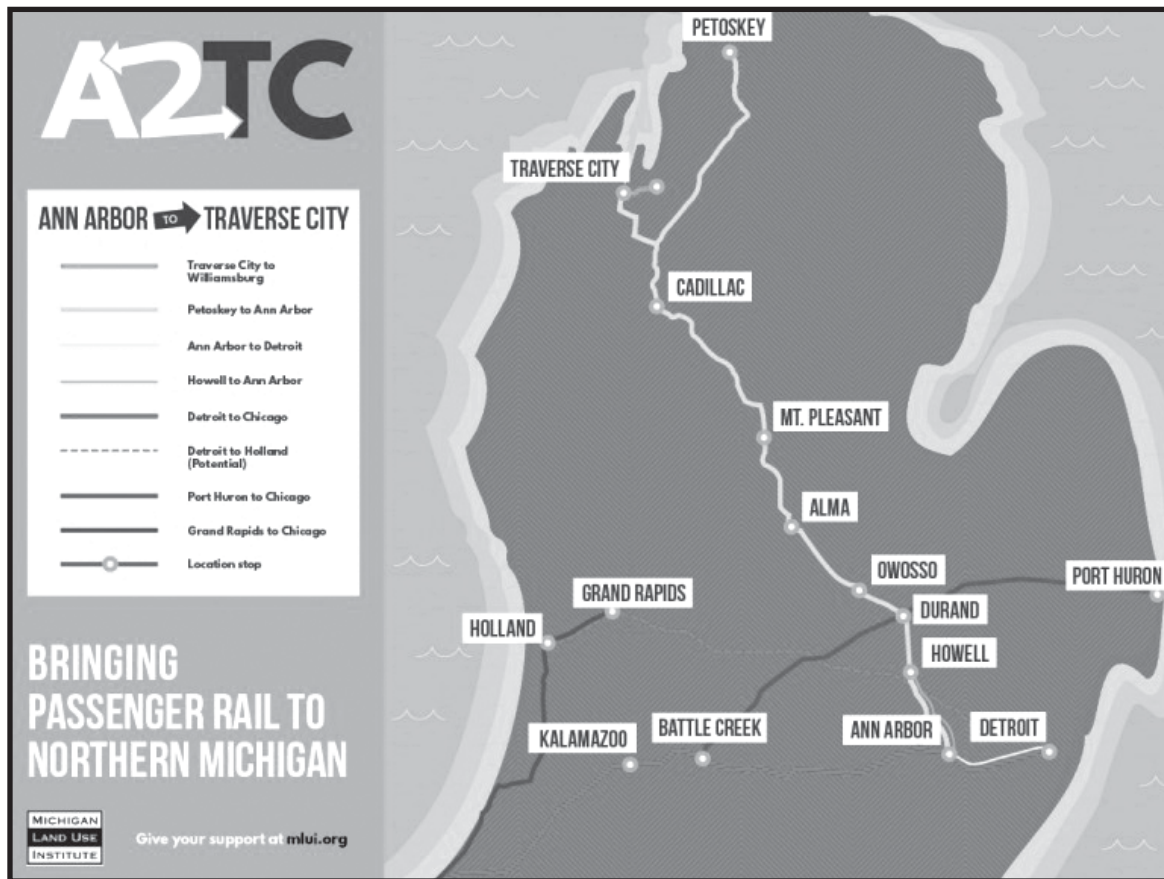 A2TC
ANN ARBOR TO TRAVERSE CITY
Traverse City to
Williamsburg
Petoskey to Ann Arbor
Ann Arbor to Detroit
Howell to Ann Arbor
Detroit to Chicago
Detroit to Holland
(Potential)
Port Huron to Chicago
Grand Rapids to Chicago
Location stop
BRINGING
PASSENGER RAIL TO
NORTHERN MICHIGAN
MICHIGAN
LAND USE
INSTITUTE
Give your support at mlui.org
PETOSKEY
TRAVERSE CITY
CADILLAC
MT. PLEASANT
ALMA
OWOSSO
PORT HURON
GRAND RAPIDS
DURAND
HOLLAND
HOWELL
KALAMAZOO
BATTLE CREEK
ANN ARBOR
DETROIT